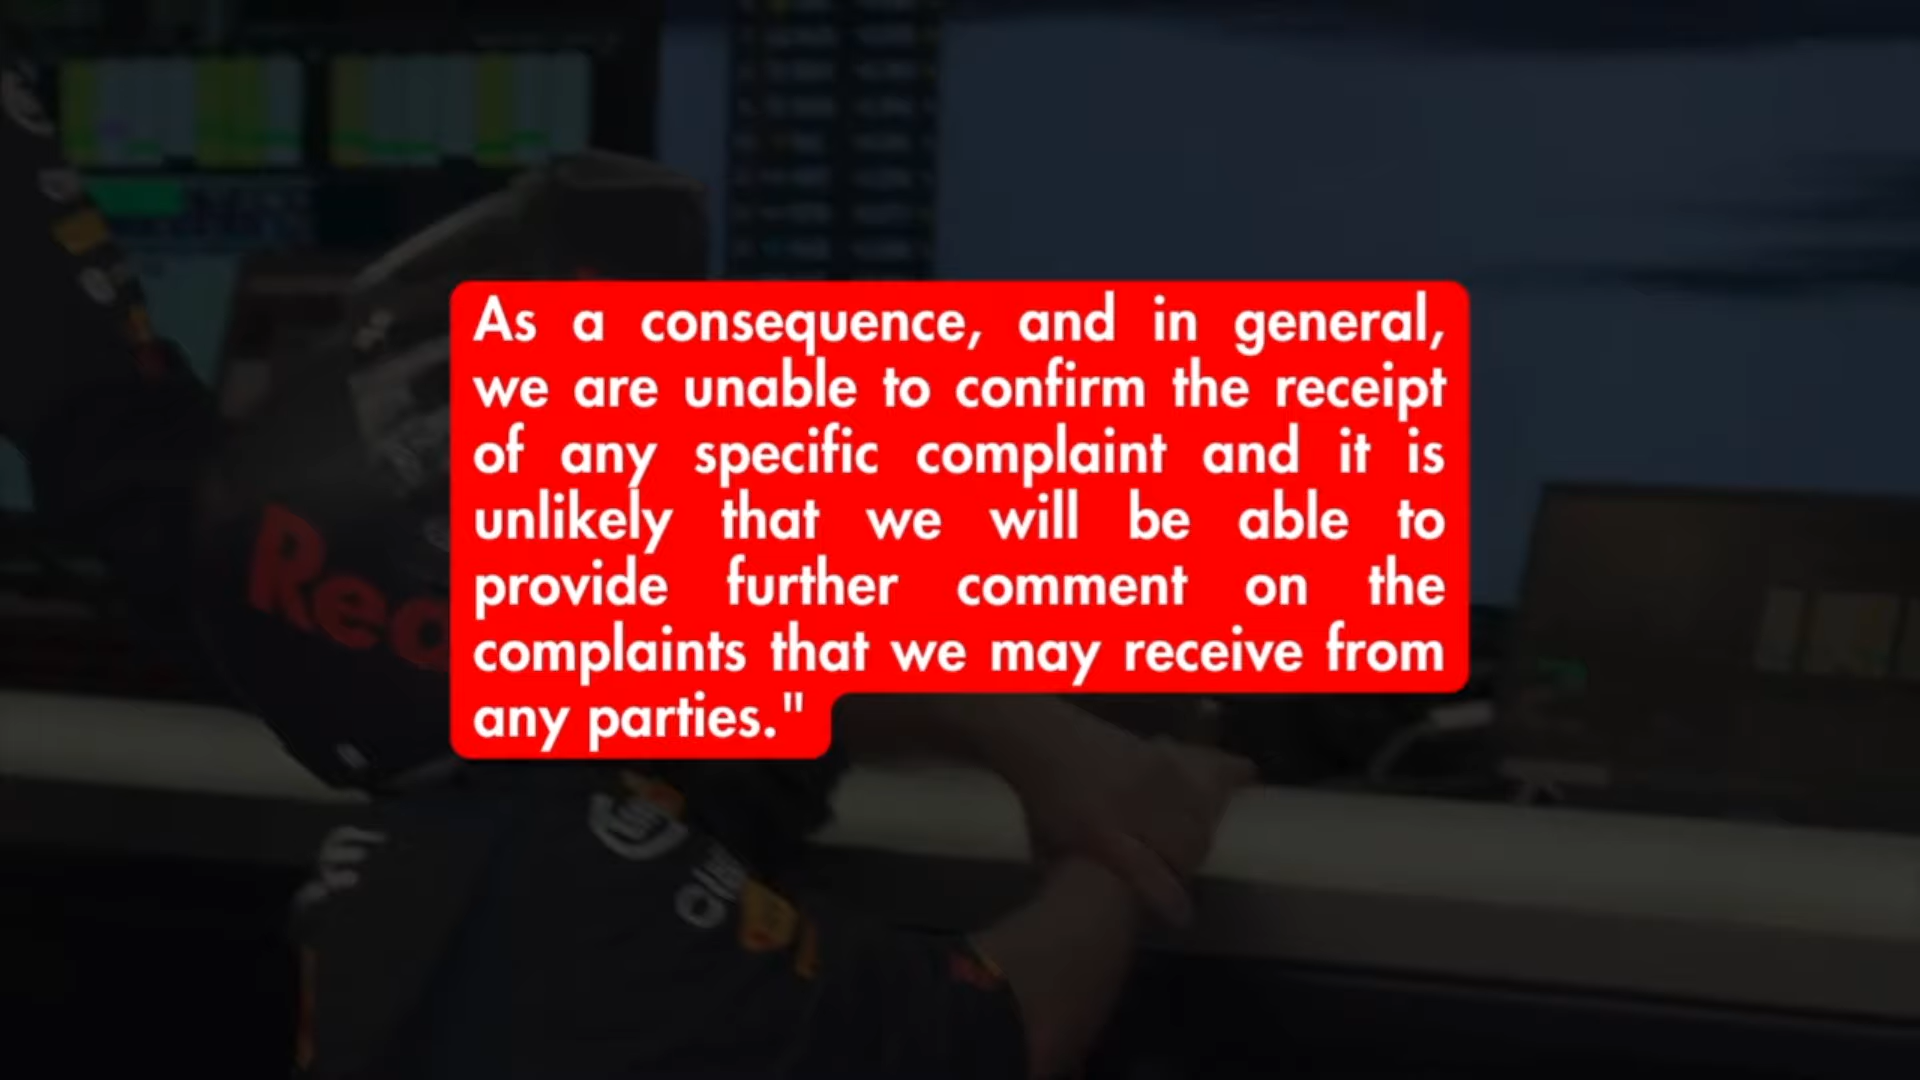 As a consequence, and in general,
we are unable to confirm the receipt
of any specific complaint and it is
unlikely that we will be able to
provide further comment on the
complaints that we may receive from
any parties."
Red